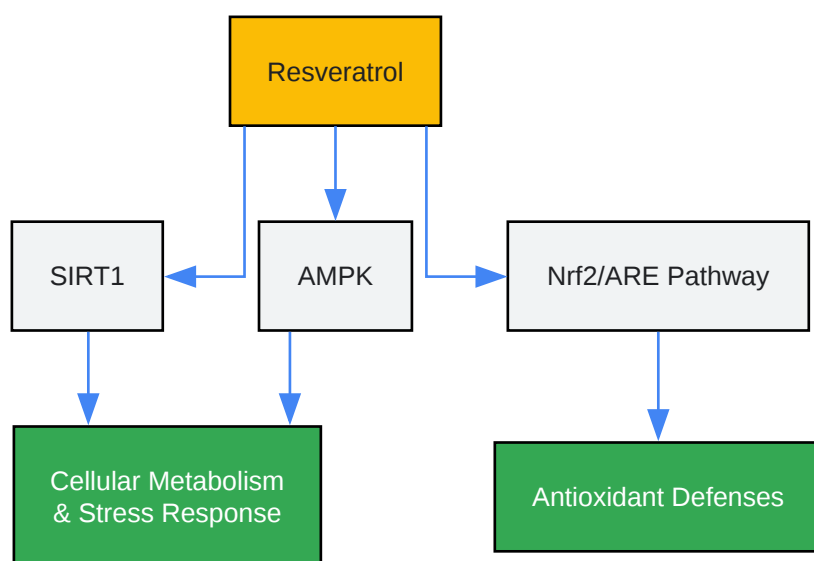 Resveratrol
SIRT1
AMPK
Nrf2/ARE Pathway
Cellular Metabolism
& Stress Response
Antioxidant Defenses